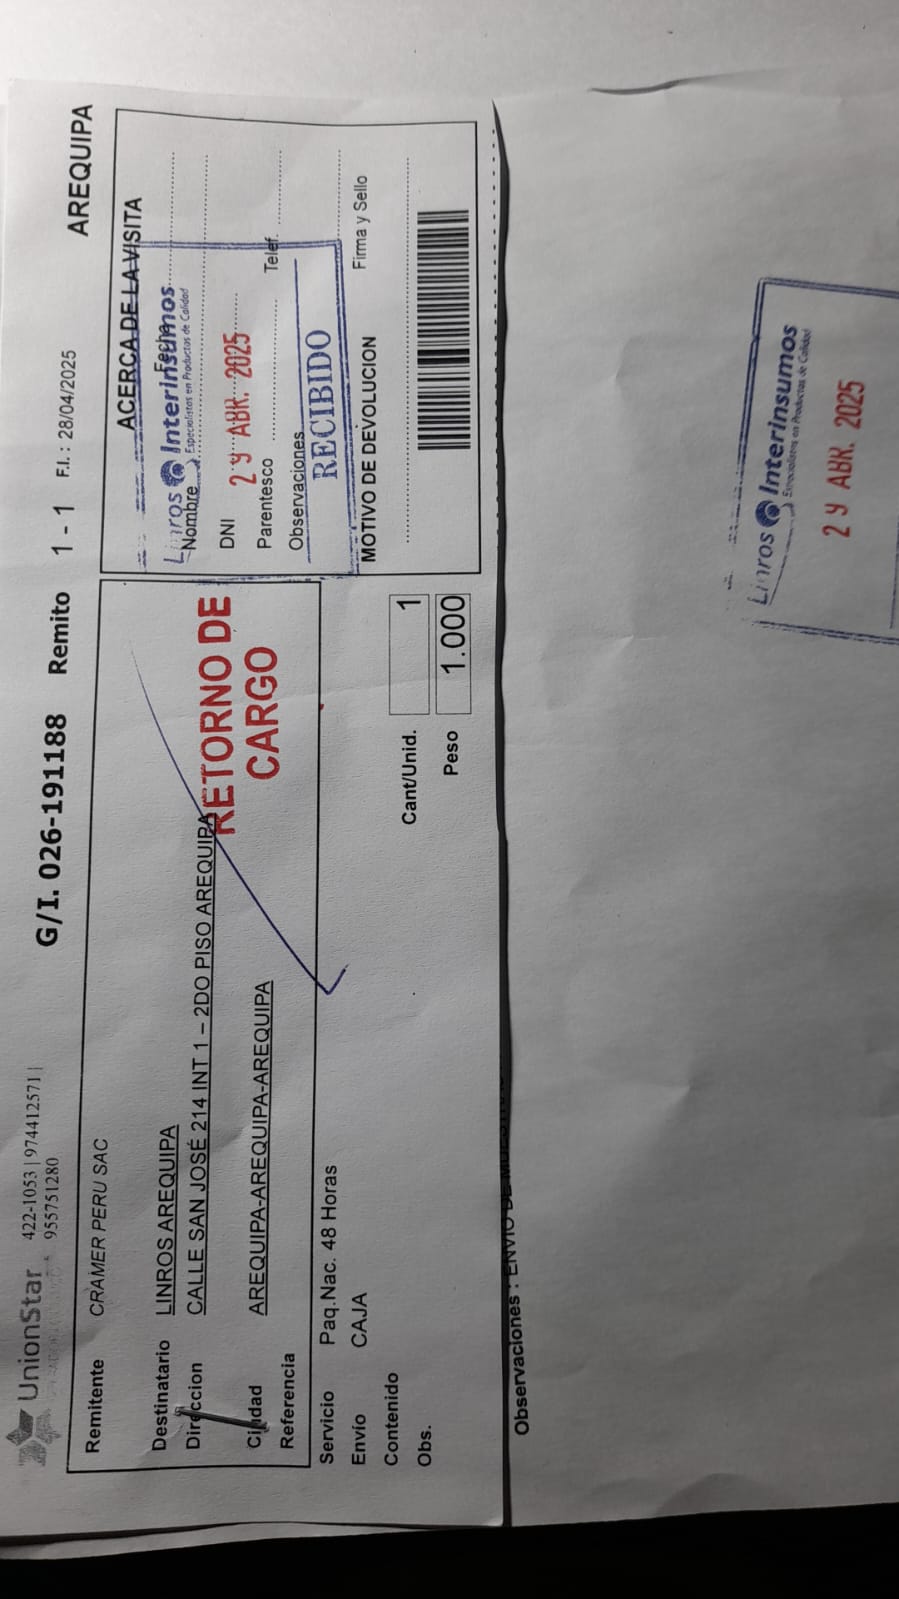 UnionStar
422-1053 | 974412571 |
955751280
G/I. 026-191188 Remito 1 - 1 F.I. : 28/04/2025 AREQUIPA
Remitente CRAMER PERU SAC
Destinatario LINROS AREQUIPA
Direccion CALLE SAN JOSÉ 214 INT 1 – 2DO PISO AREQUIPA
Ciudad AREQUIPA-AREQUIPA-AREQUIPA
Referencia
RETORNO DE
CARGO
Servicio Paq.Nac. 48 Horas
Envío CAJA
Contenido
Obs.
Cant/Unid. 1
Peso 1.000
ACERCA DE LA VISITA
Fecha
Linros Interinsumos
Especialistas en Productos de Calidad
Nombre
DNI
29 ABR. 2025
Parentesco Telef.
Observaciones
RECIBIDO
Firma y Sello
MOTIVO DE DEVOLUCION
Observaciones : ENVIO DE
Linros Interinsumos
Especialistas en Productos de Calidad
29 ABR. 2025